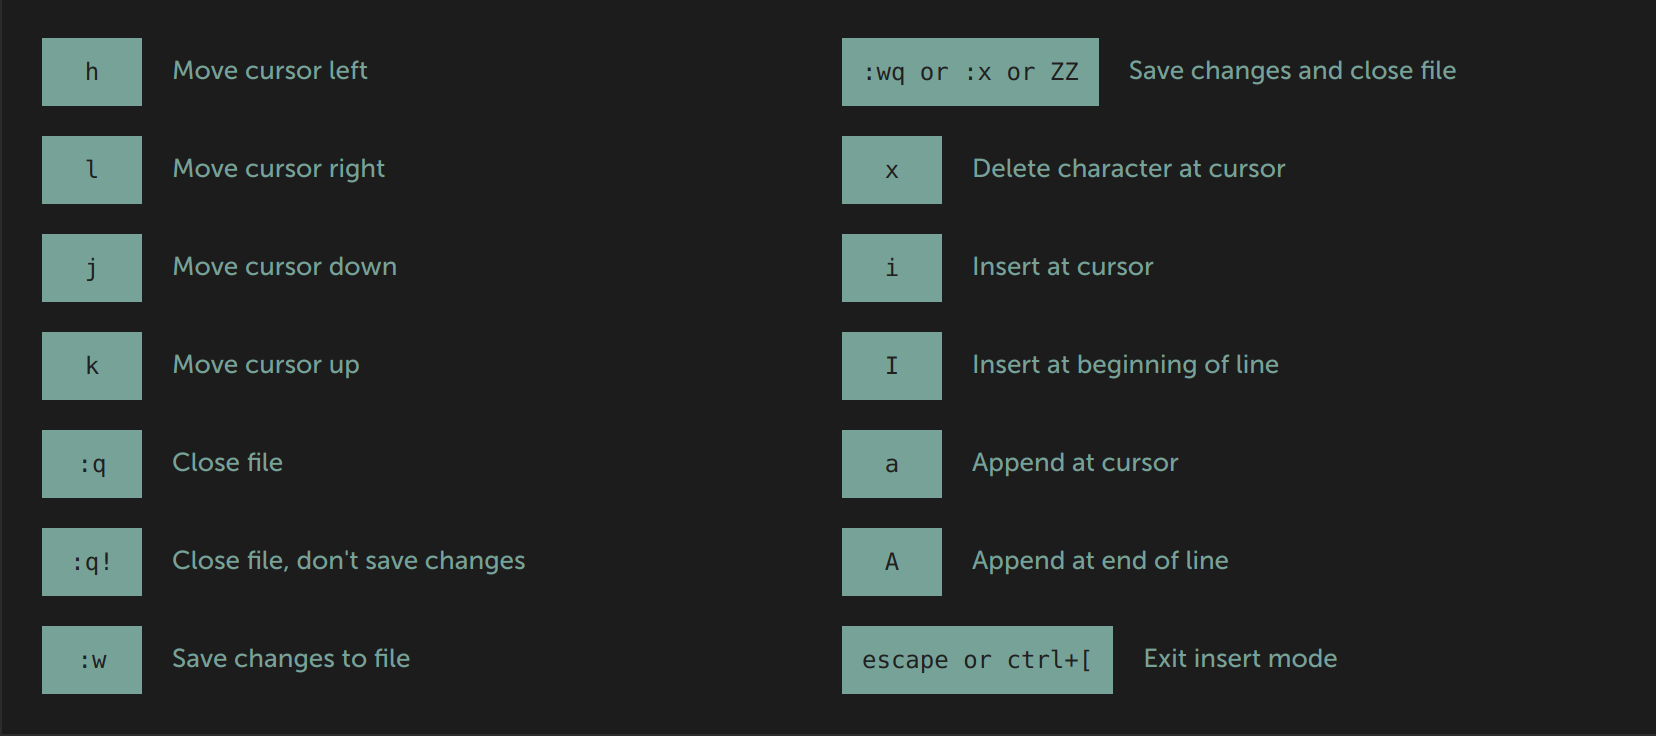 h Move cursor left
l Move cursor right
j Move cursor down
k Move cursor up
:q Close file
:q! Close file, don't save changes
:w Save changes to file
:wq or :x or ZZ Save changes and close file
x Delete character at cursor
i Insert at cursor
I Insert at beginning of line
a Append at cursor
A Append at end of line
escape or ctrl+[ Exit insert mode